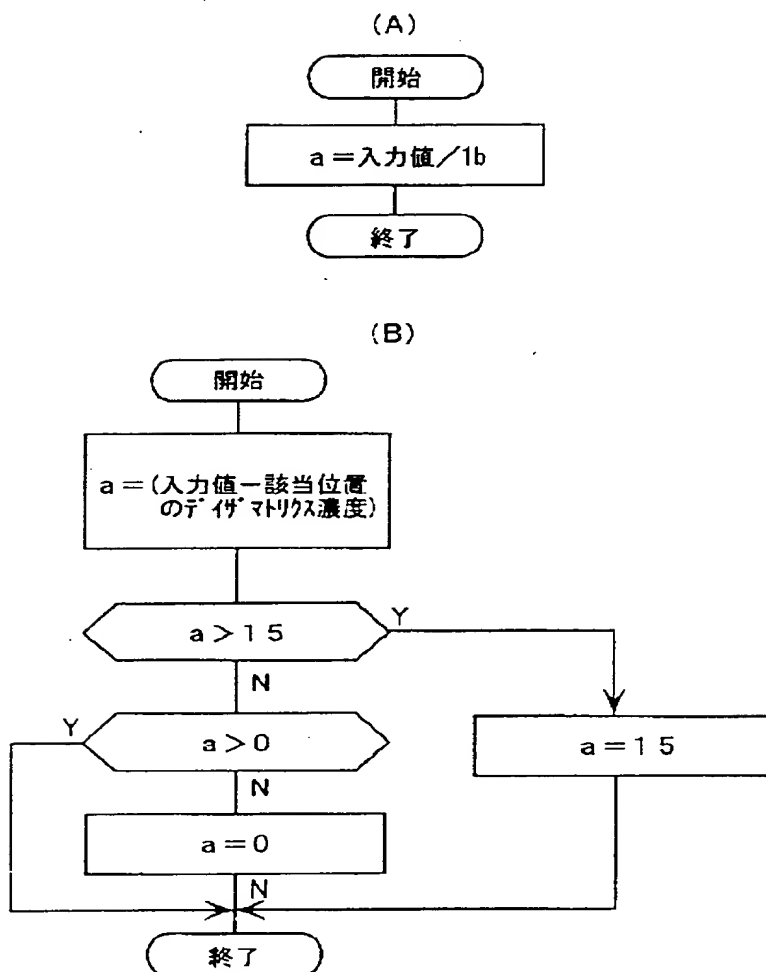 (A)
開始
a=入力値/1b
終了
(B)
開始
a=(入力値ー該当位置
のディザマトリクス濃度)
a>15
Y
N
Y
a>0
a=15
N
a=0
N
終了